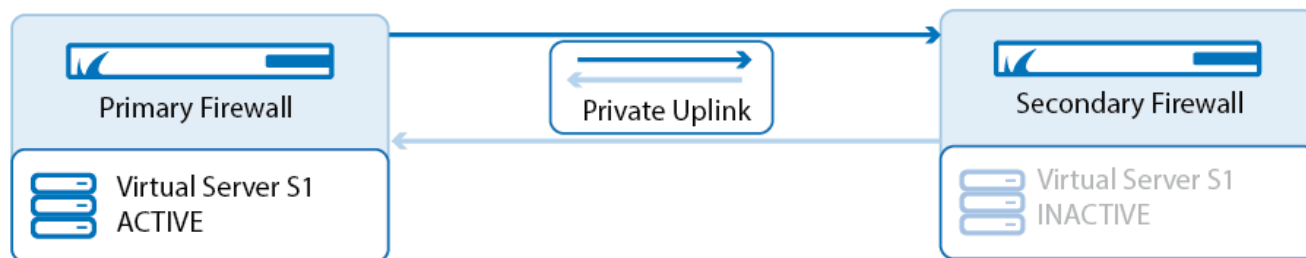 Primary Firewall
Private Uplink
Secondary Firewall
Virtual Server S1
ACTIVE
Virtual Server S1
INACTIVE